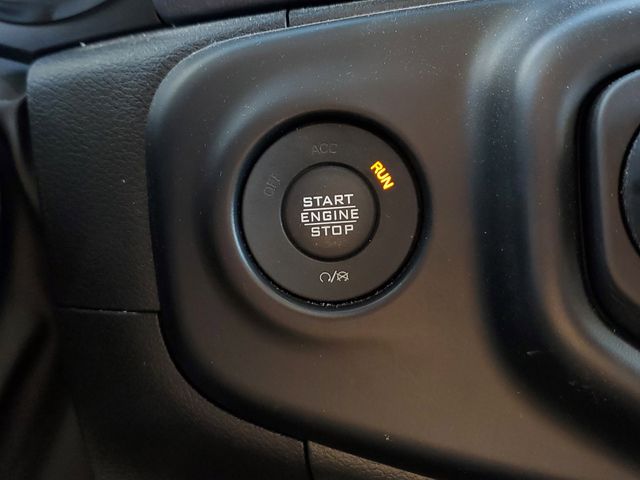 ACC
OFF
RUN
START
ENGINE
STOP